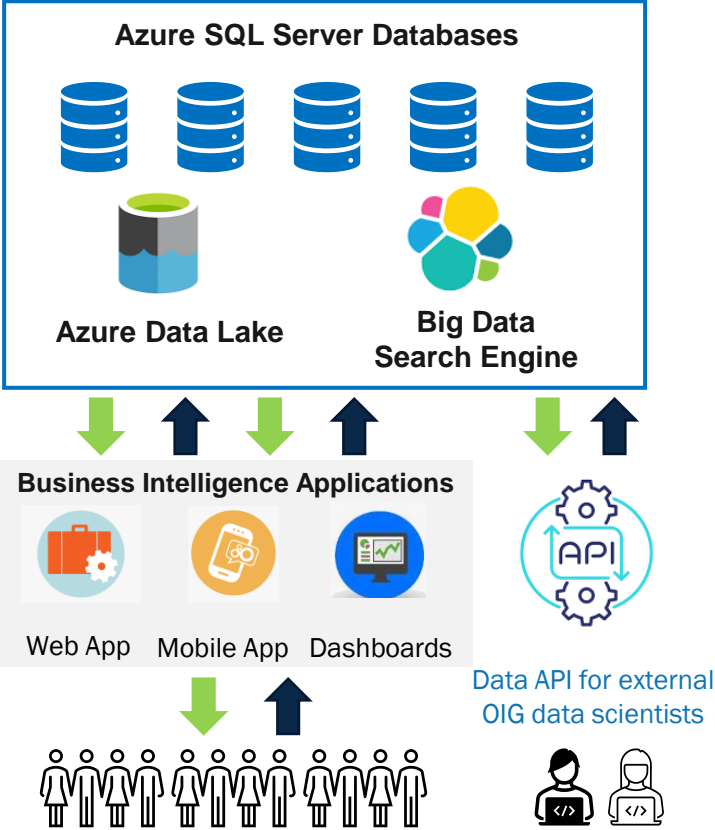 Azure SQL Server Databases
Azure Data Lake
Big Data
Search Engine
Business Intelligence Applications
API
Web App
Mobile App
Dashboards
Data API for external
OIG data scientists
</>
</>